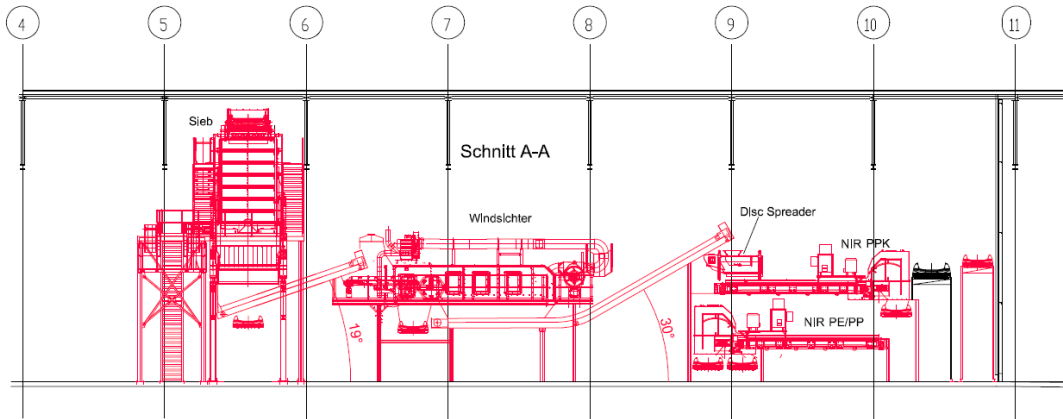 4 5 6 7 8 9 10 11
Sieb
Schnitt A-A
Windsichter
Disc Spreader
NIR PPK
19°
30°
NIR PE/PP